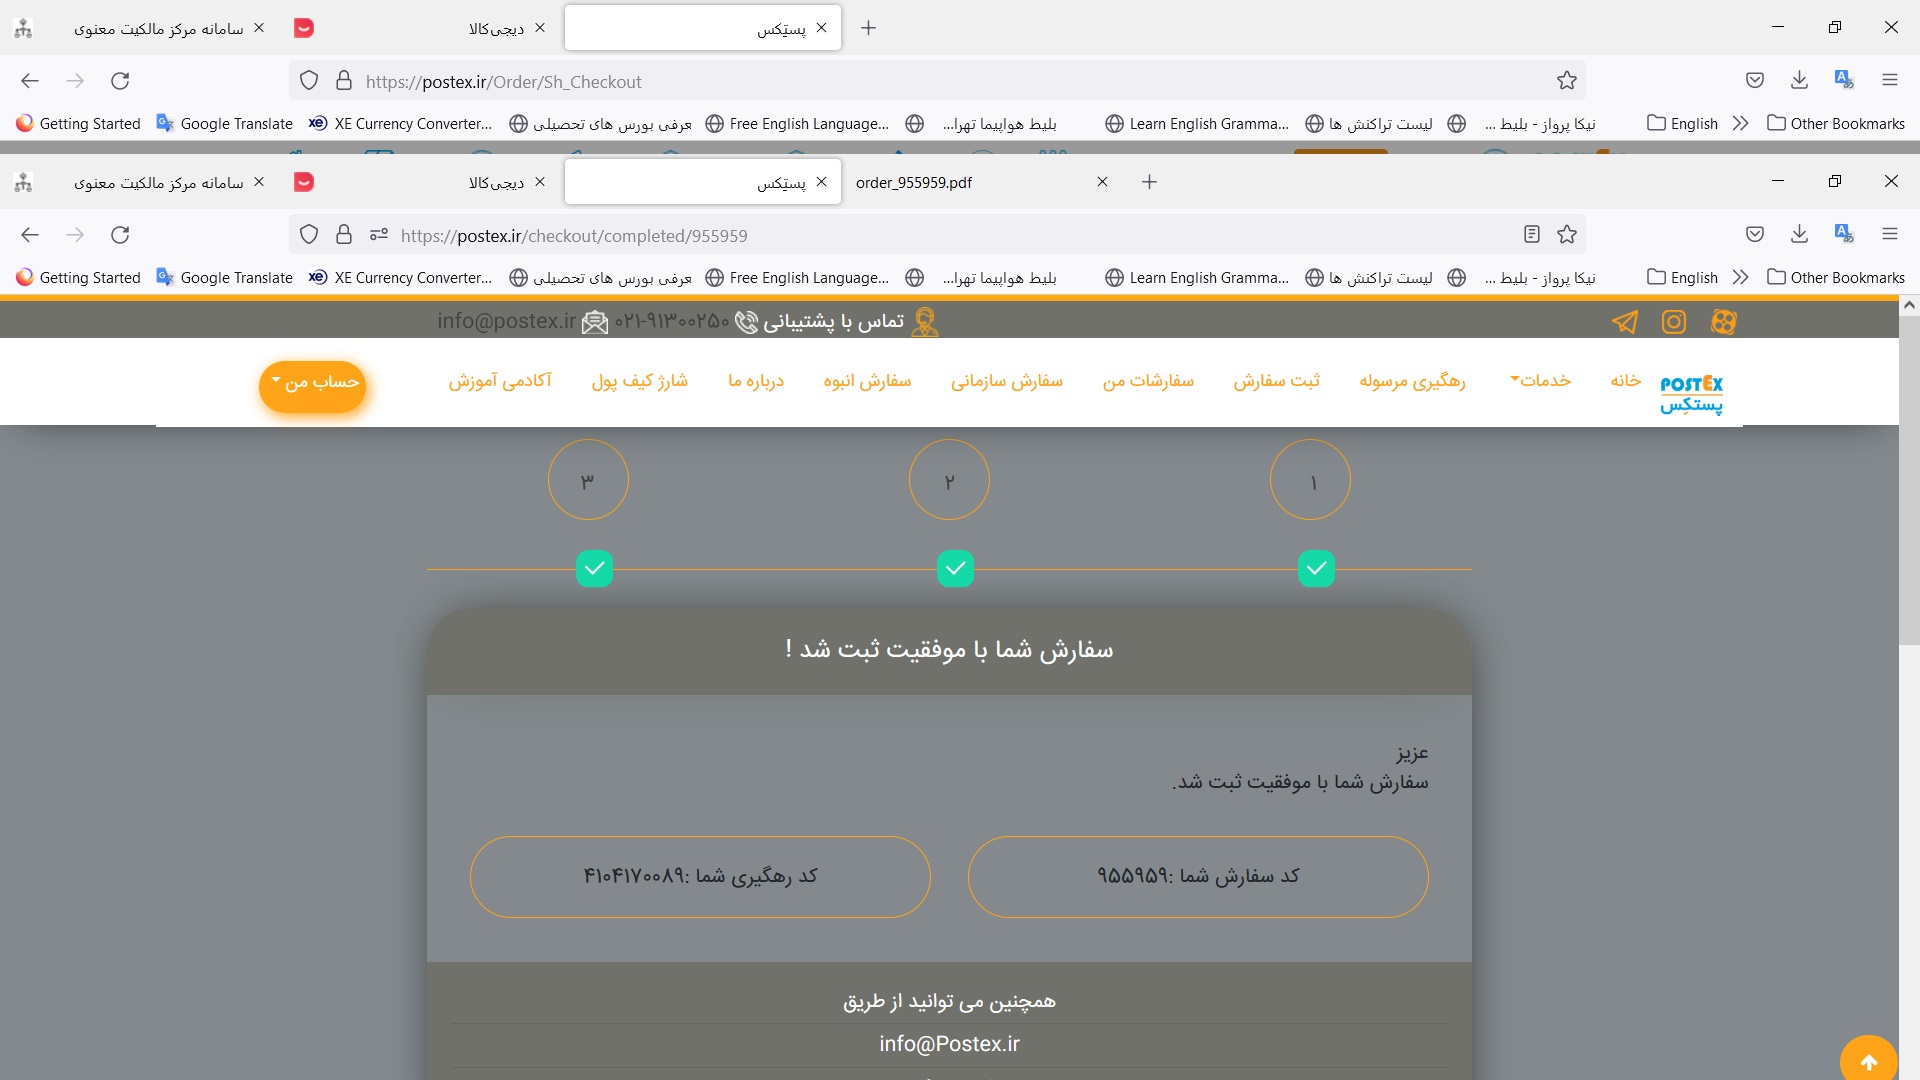 سامانه مرکز مالکیت معنوی
دیجی‌کالا
پستِکس
https://postex.ir/Order/Sh_Checkout
Getting Started
Google Translate
XE Currency Converter...
عرفی بورس های تحصیلی
Free English Language...
بلیط هواپیما تهرا...
Learn English Gramma...
لیست تراکنش ها
نیکا پرواز - بلیط ...
English
Other Bookmarks
سامانه مرکز مالکیت معنوی
دیجی‌کالا
پستِکس
order_955959.pdf
https://postex.ir/checkout/completed/955959
Getting Started
Google Translate
XE Currency Converter...
عرفی بورس های تحصیلی
Free English Language...
بلیط هواپیما تهرا...
Learn English Gramma...
لیست تراکنش ها
نیکا پرواز - بلیط ...
English
Other Bookmarks
تماس با پشتیبانی ۰۲۱-۹۱۳۰۰۲۵۰ info@postex.ir
POSTEX
پستِکس
خانه
خدمات
رهگیری مرسوله
ثبت سفارش
سفارشات من
سفارش سازمانی
سفارش انبوه
درباره ما
شارژ کیف پول
آکادمی آموزش
حساب من
۱
۲
۳
سفارش شما با موفقیت ثبت شد !
عزیز
سفارش شما با موفقیت ثبت شد.
کد سفارش شما :۹۵۵۹۵۹
کد رهگیری شما :۴۱۰۴۱۷۰۰۸۹
همچنین می توانید از طریق
info@Postex.ir